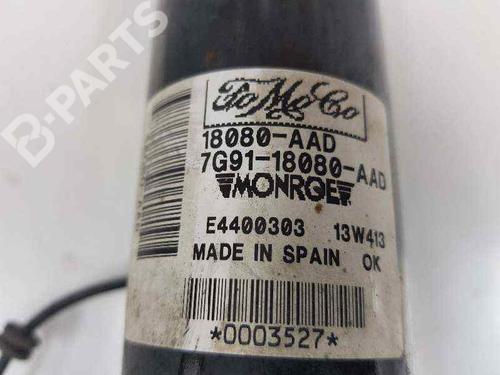 B-PARTS
FoMoCo
18080-AAD
7G91-18080-AAD
MONROE
E4400303 13W413
MADE IN SPAIN OK
*0003527*